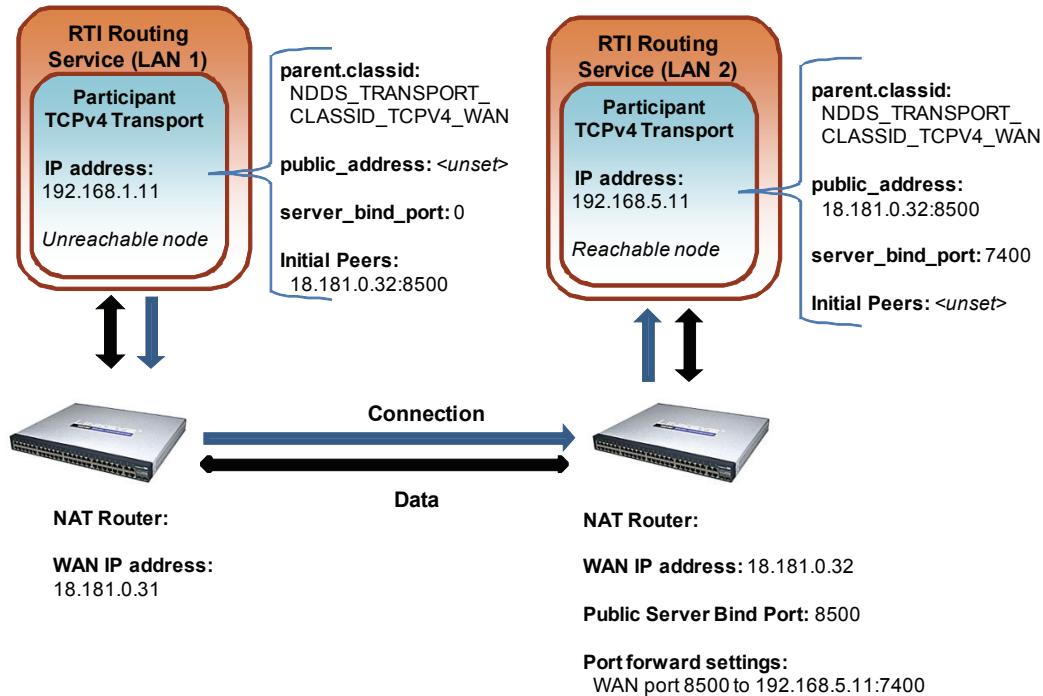 RTI Routing
Service (LAN 1)
Participant
TCPv4 Transport
IP address:
192.168.1.11
Unreachable node
parent.classid:
NDDS_TRANSPORT_
CLASSID_TCPV4_WAN
public_address: <unset>
server_bind_port: 0
Initial Peers:
18.181.0.32:8500
RTI Routing
Service (LAN 2)
Participant
TCPv4 Transport
IP address:
192.168.5.11
Reachable node
parent.classid:
NDDS_TRANSPORT_
CLASSID_TCPV4_WAN
public_address:
18.181.0.32:8500
server_bind_port: 7400
Initial Peers: <unset>
Connection
Data
NAT Router:
WAN IP address:
18.181.0.31
NAT Router:
WAN IP address: 18.181.0.32
Public Server Bind Port: 8500
Port forward settings:
WAN port 8500 to 192.168.5.11:7400